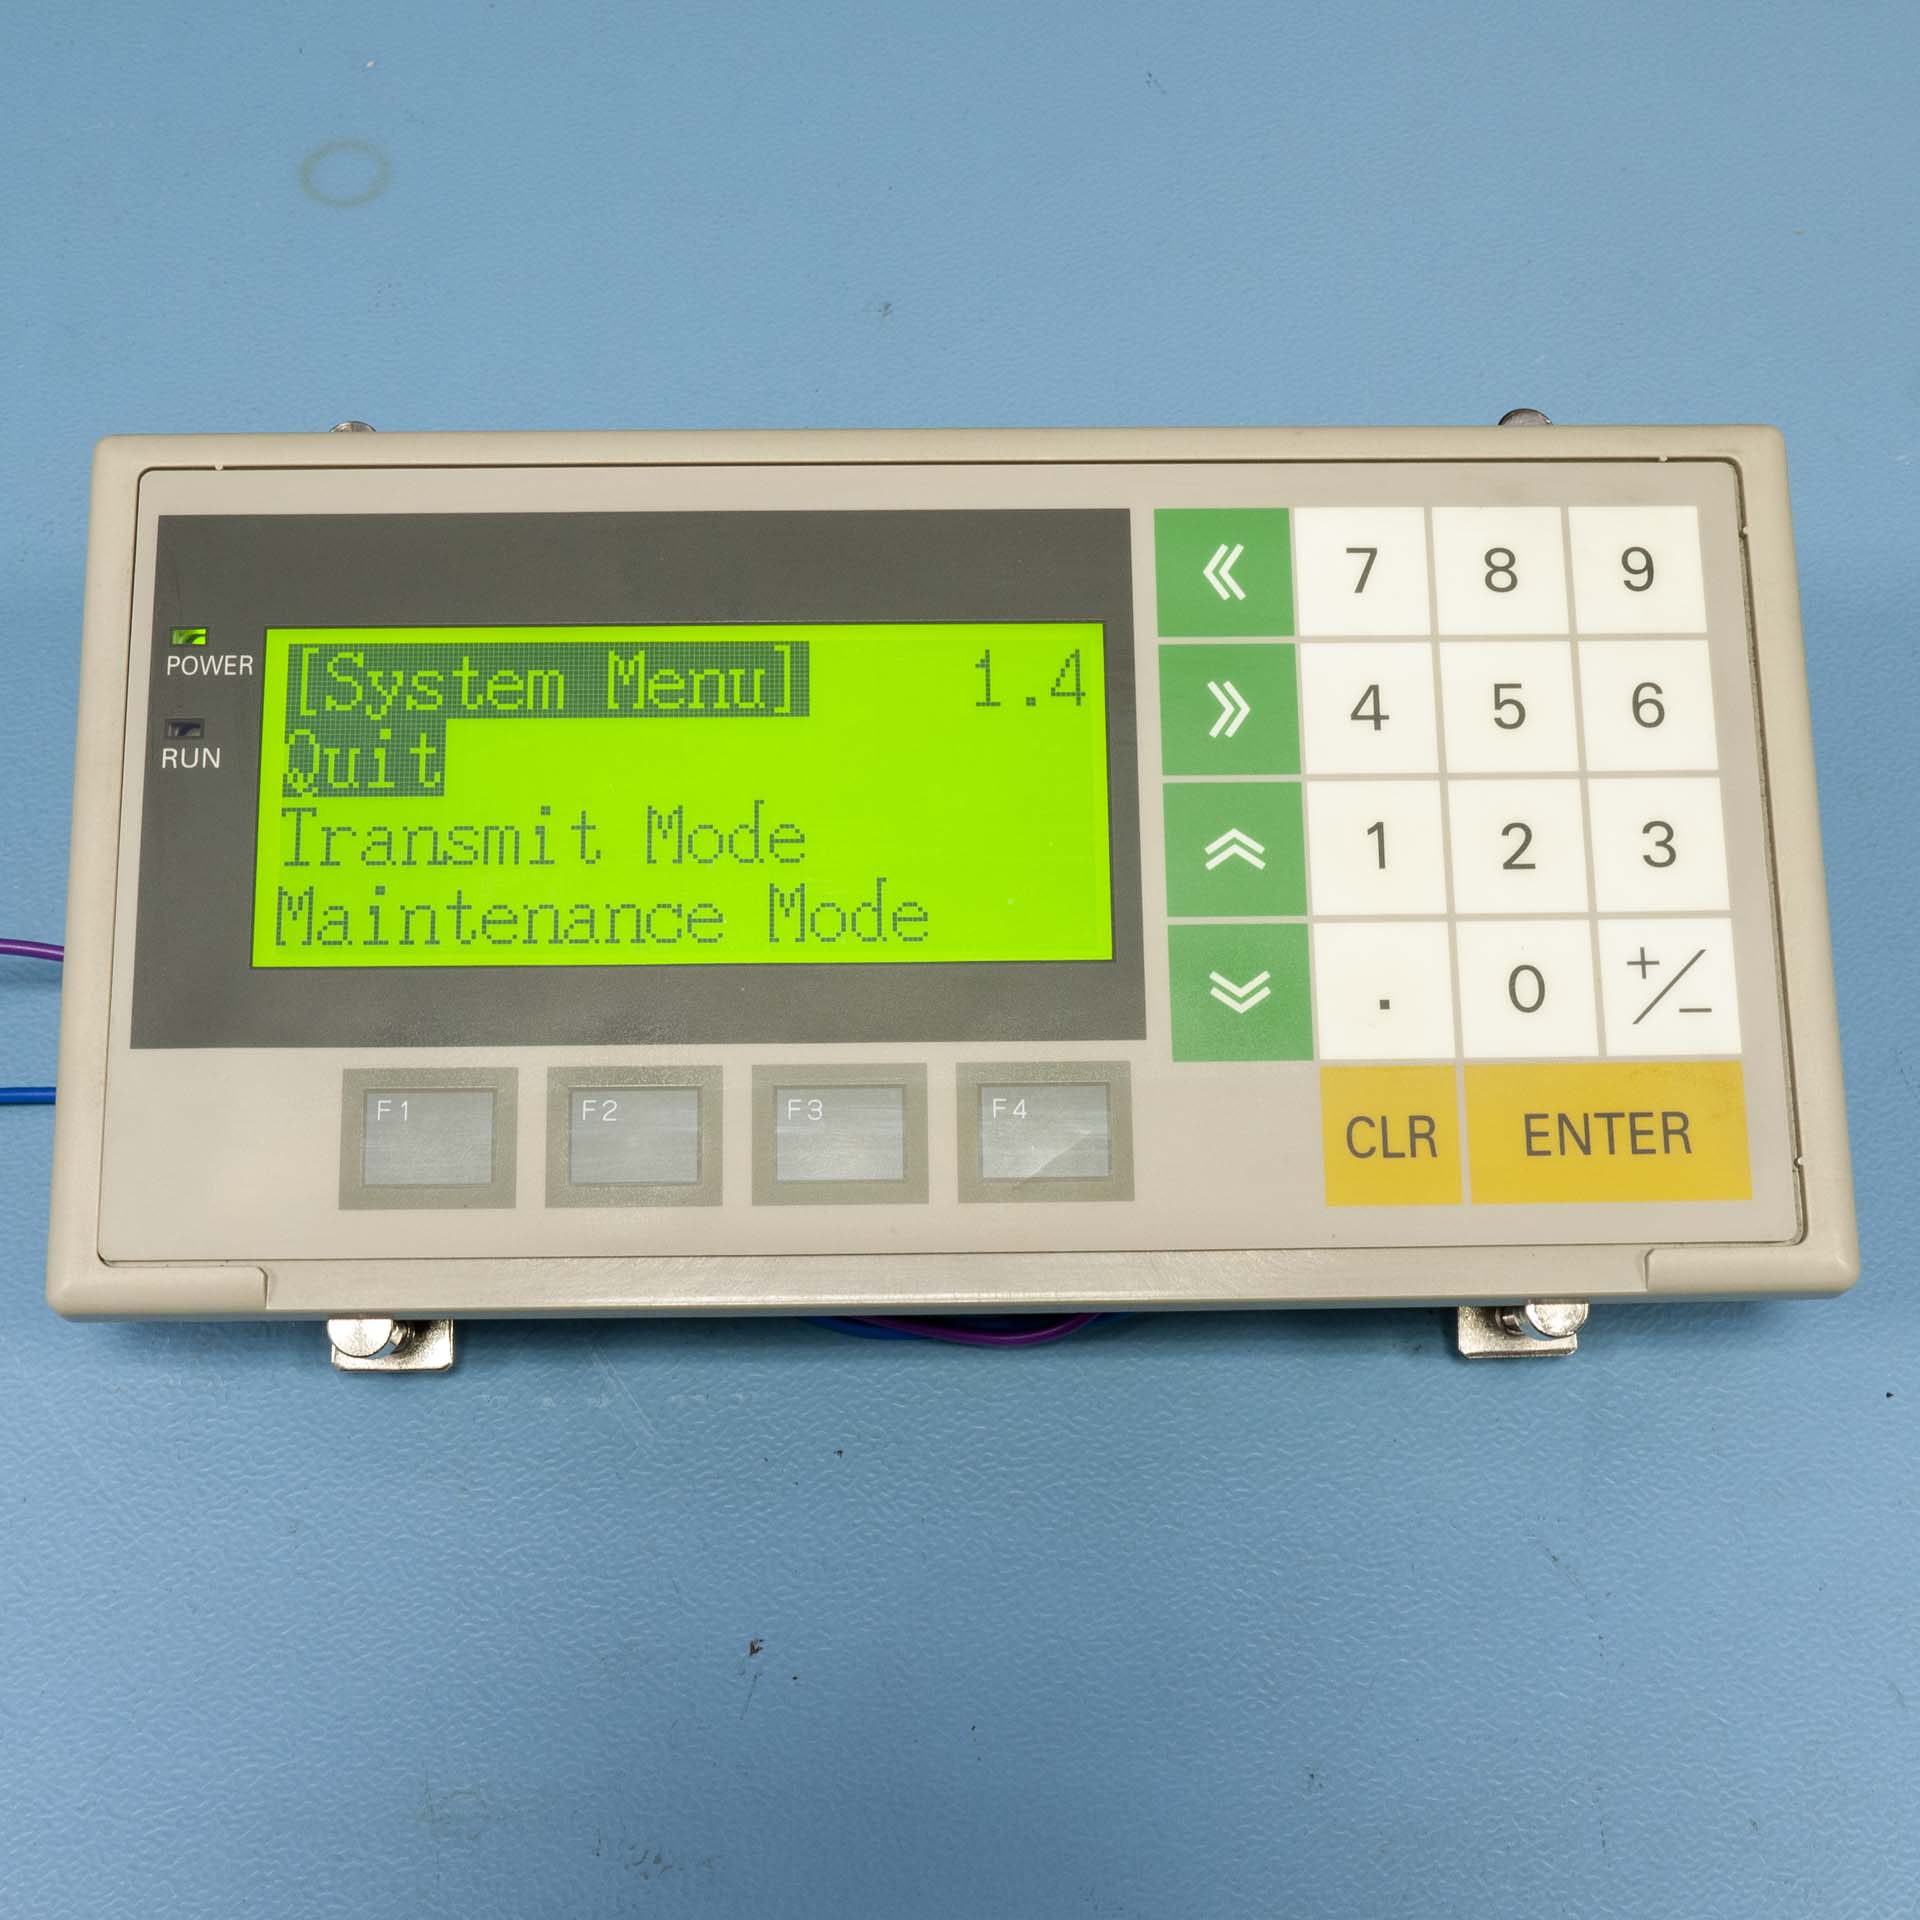 POWER
RUN
[System Menu] 1.4
Quit
Transmit Mode
Maintenance Mode
7 8 9
4 5 6
1 2 3
. 0 +/−
F1 F2 F3 F4
CLR ENTER